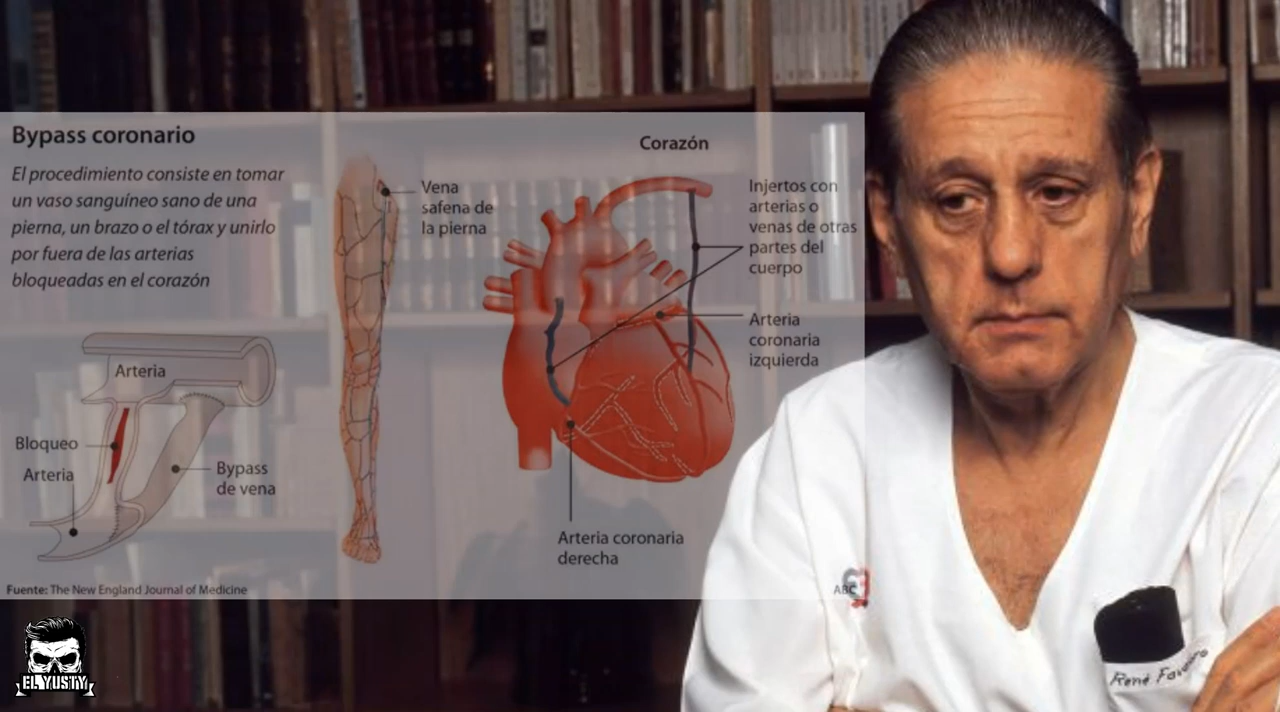 Bypass coronario
El procedimiento consiste en tomar
un vaso sanguíneo sano de una
pierna, un brazo o el tórax y unirlo
por fuera de las arterias
bloqueadas en el corazón
Arteria
Bloqueo
Arteria
Bypass
de vena
Vena
safena de
la pierna
Corazón
Injertos con
arterias o
venas de otras
partes del
cuerpo
Arteria
coronaria
izquierda
Arteria coronaria
derecha
Fuente: The New England Journal of Medicine
ABC
EL YUSTY
René